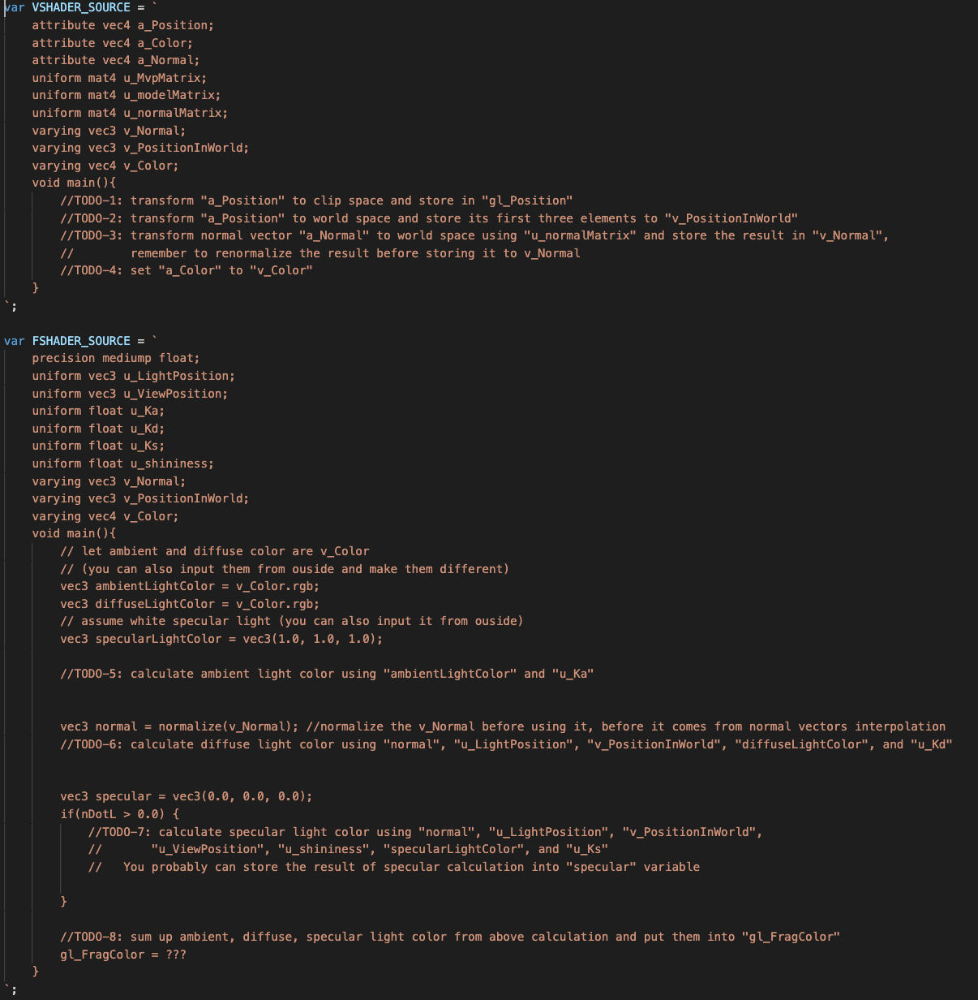 var VSHADER_SOURCE = `
    attribute vec4 a_Position;
    attribute vec4 a_Color;
    attribute vec4 a_Normal;
    uniform mat4 u_MvpMatrix;
    uniform mat4 u_modelMatrix;
    uniform mat4 u_normalMatrix;
    varying vec3 v_Normal;
    varying vec3 v_PositionInWorld;
    varying vec4 v_Color;
    void main(){
        //TODO-1: transform "a_Position" to clip space and store in "gl_Position"
        //TODO-2: transform "a_Position" to world space and store its first three elements to "v_PositionInWorld"
        //TODO-3: transform normal vector "a_Normal" to world space using "u_normalMatrix" and store the result in "v_Normal",
        //        remember to renormalize the result before storing it to v_Normal
        //TODO-4: set "a_Color" to "v_Color"
    }
`;

var FSHADER_SOURCE = `
    precision mediump float;
    uniform vec3 u_LightPosition;
    uniform vec3 u_ViewPosition;
    uniform float u_Ka;
    uniform float u_Kd;
    uniform float u_Ks;
    uniform float u_shininess;
    varying vec3 v_Normal;
    varying vec3 v_PositionInWorld;
    varying vec4 v_Color;
    void main(){
        // let ambient and diffuse color are v_Color
        // (you can also input them from ouside and make them different)
        vec3 ambientLightColor = v_Color.rgb;
        vec3 diffuseLightColor = v_Color.rgb;
        // assume white specular light (you can also input it from ouside)
        vec3 specularLightColor = vec3(1.0, 1.0, 1.0);

        //TODO-5: calculate ambient light color using "ambientLightColor" and "u_Ka"


        vec3 normal = normalize(v_Normal); //normalize the v_Normal before using it, before it comes from normal vectors interpolation
        //TODO-6: calculate diffuse light color using "normal", "u_LightPosition", "v_PositionInWorld", "diffuseLightColor", and "u_Kd"


        vec3 specular = vec3(0.0, 0.0, 0.0);
        if(nDotL > 0.0) {
            //TODO-7: calculate specular light color using "normal", "u_LightPosition", "v_PositionInWorld",
            //       "u_ViewPosition", "u_shininess", "specularLightColor", and "u_Ks"
            //   You probably can store the result of specular calculation into "specular" variable

        }

        //TODO-8: sum up ambient, diffuse, specular light color from above calculation and put them into "gl_FragColor"
        gl_FragColor = ???
    }
`;